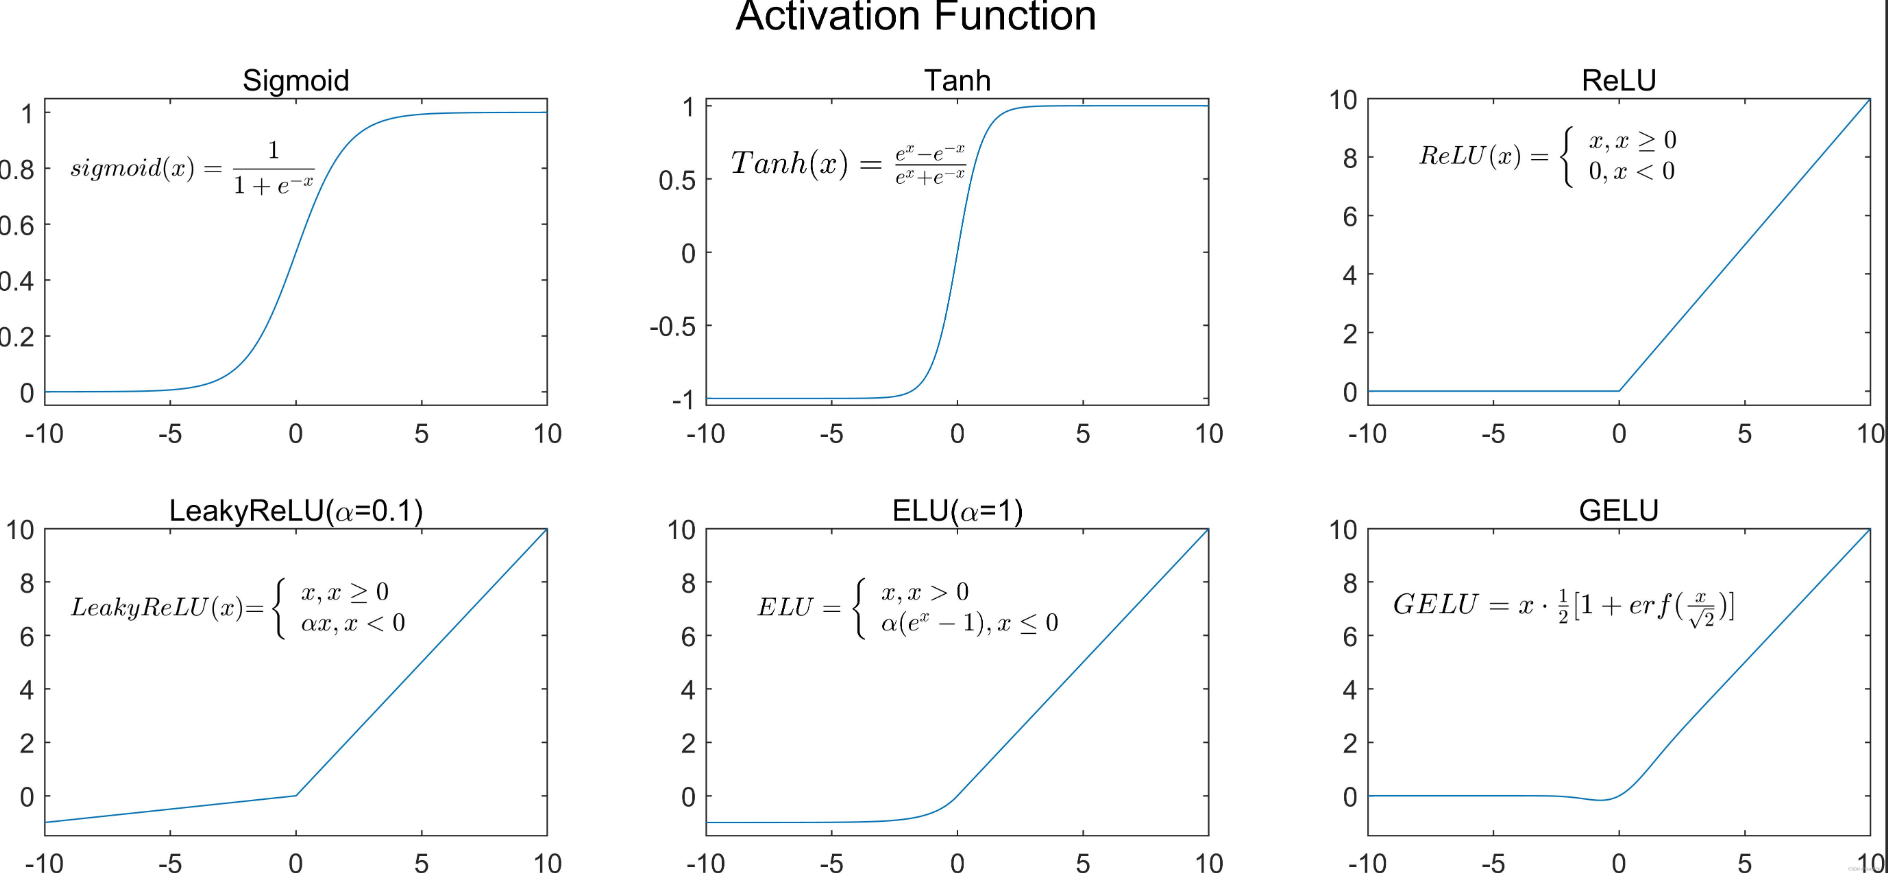 Activation Function
Sigmoid
1
0.8
0.6
0.4
0.2
0
-10 -5 0 5 10
sigmoid(x) = 1 / (1 + e^{-x})
Tanh
1
0.5
0
-0.5
-1
-10 -5 0 5 10
Tanh(x) = (e^x-e^{-x}) / (e^x+e^{-x})
ReLU
10
8
6
4
2
0
-10 -5 0 5 10
ReLU(x) = { x, x ≥ 0
0, x < 0
LeakyReLU(α=0.1)
10
8
6
4
2
0
-10 -5 0 5 10
LeakyReLU(x)= { x, x ≥ 0
αx, x < 0
ELU(α=1)
10
8
6
4
2
0
-10 -5 0 5 10
ELU = { x, x > 0
α(e^x − 1), x ≤ 0
GELU
10
8
6
4
2
0
-10 -5 0 5 10
GELU = x · 1/2[1 + erf(x/√2)]